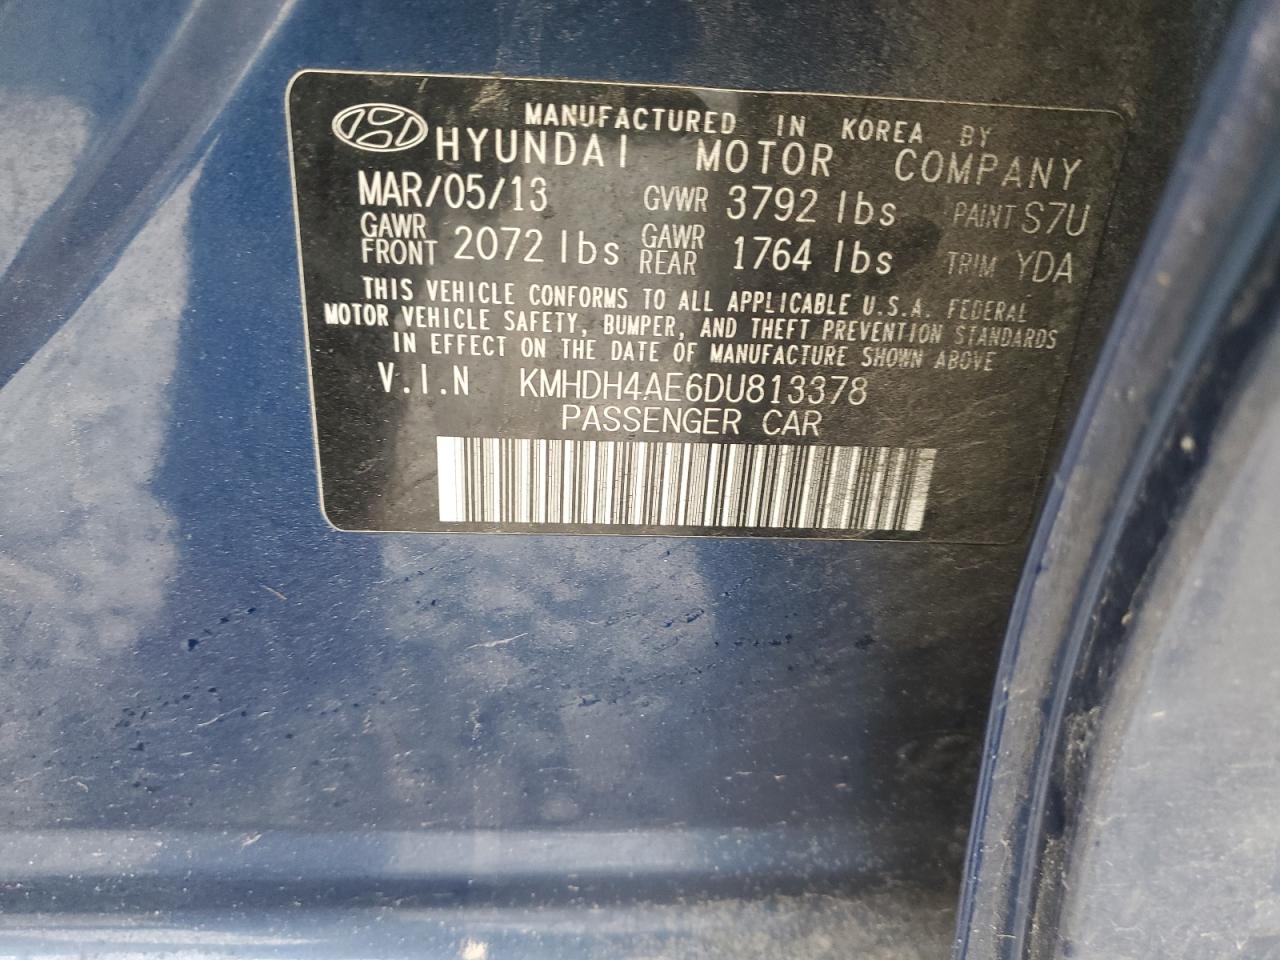 MANUFACTURED IN KOREA BY
HYUNDAI MOTOR COMPANY
MAR/05/13 GVWR 3792 lbs PAINT S7U
GAWR FRONT 2072 lbs GAWR REAR 1764 lbs TRIM YDA
THIS VEHICLE CONFORMS TO ALL APPLICABLE U.S.A. FEDERAL
MOTOR VEHICLE SAFETY, BUMPER, AND THEFT PREVENTION STANDARDS
IN EFFECT ON THE DATE OF MANUFACTURE SHOWN ABOVE
V.I.N KMHDH4AE6DU813378
PASSENGER CAR